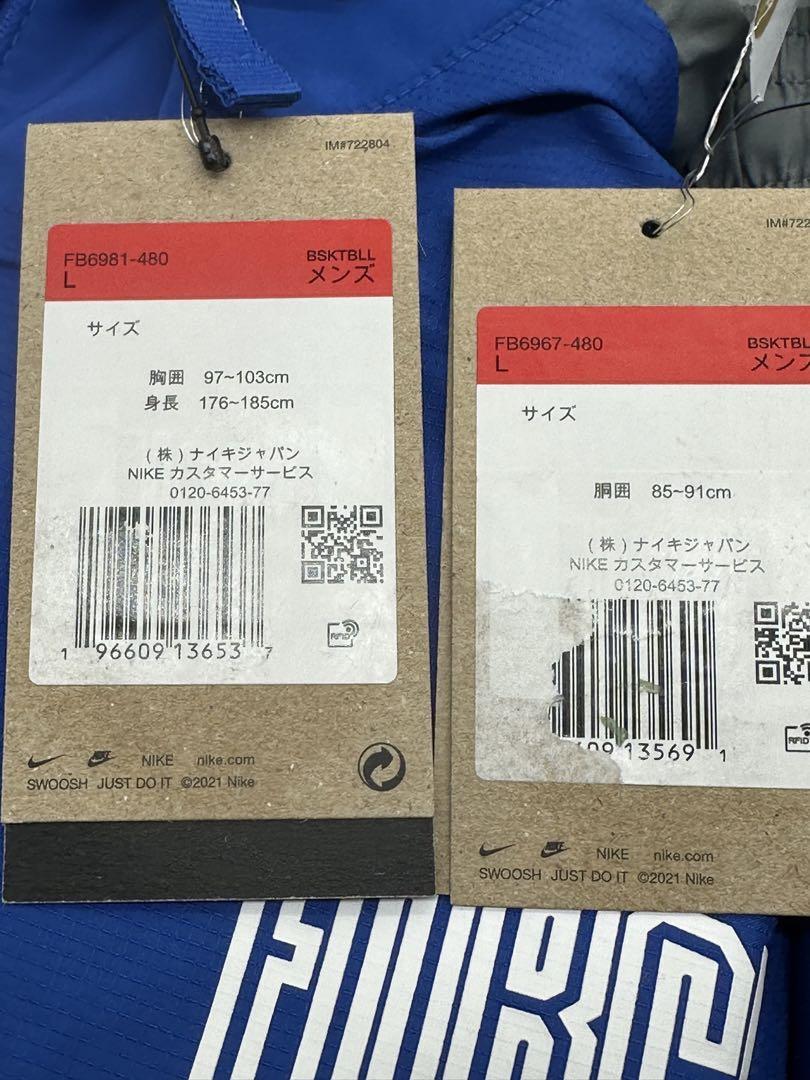 IM#722804
FB6981-480
BSKTBLL
L
メンズ
サイズ
胸囲 97~103cm
身長 176~185cm
(株)ナイキジャパン
NIKE カスタマーサービス
0120-6453-77
RFID
1 96609 13653 7
NIKE nike.com
SWOOSH JUST DO IT ©2021 Nike
IM#722
FB6967-480
BSKTBLL
L
メンズ
サイズ
胴囲 85~91cm
(株)ナイキジャパン
NIKE カスタマーサービス
0120-6453-77
RFID
609 13569 1
NIKE nike.com
SWOOSH JUST DO IT ©2021 Nike